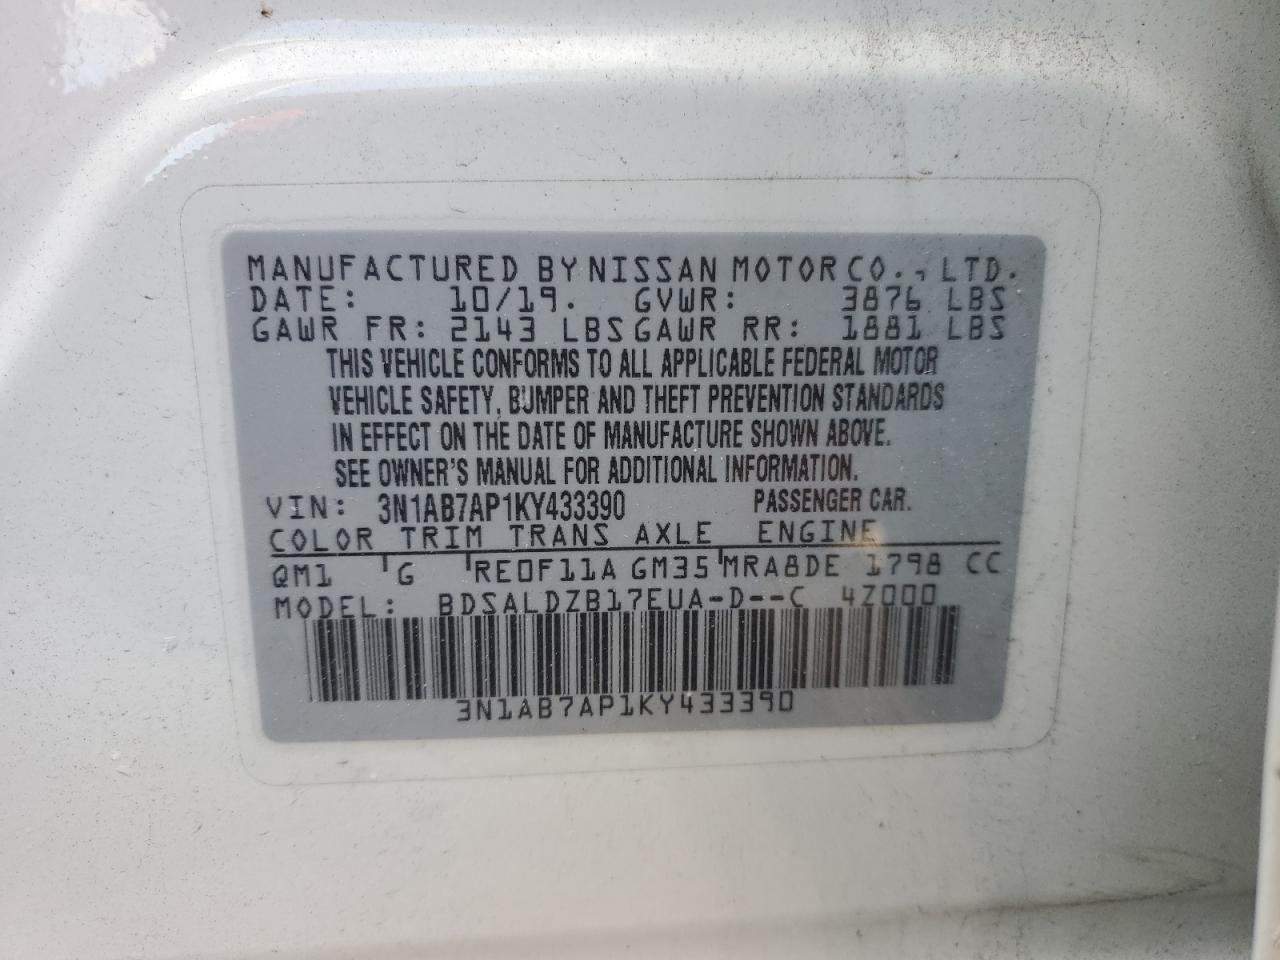 MANUFACTURED BY NISSAN MOTOR CO., LTD.
DATE: 10/19. GVWR: 3876 LBS
GAWR FR: 2143 LBS GAWR RR: 1881 LBS
THIS VEHICLE CONFORMS TO ALL APPLICABLE FEDERAL MOTOR
VEHICLE SAFETY, BUMPER AND THEFT PREVENTION STANDARDS
IN EFFECT ON THE DATE OF MANUFACTURE SHOWN ABOVE.
SEE OWNER'S MANUAL FOR ADDITIONAL INFORMATION.
VIN: 3N1AB7AP1KY433390 PASSENGER CAR.
COLOR TRIM TRANS AXLE ENGINE
QM1 G RE0F11A GM35 MRA8DE 1798 CC
MODEL: BDSALDZB17EUA-D--C 4Z000
3N1AB7AP1KY433390